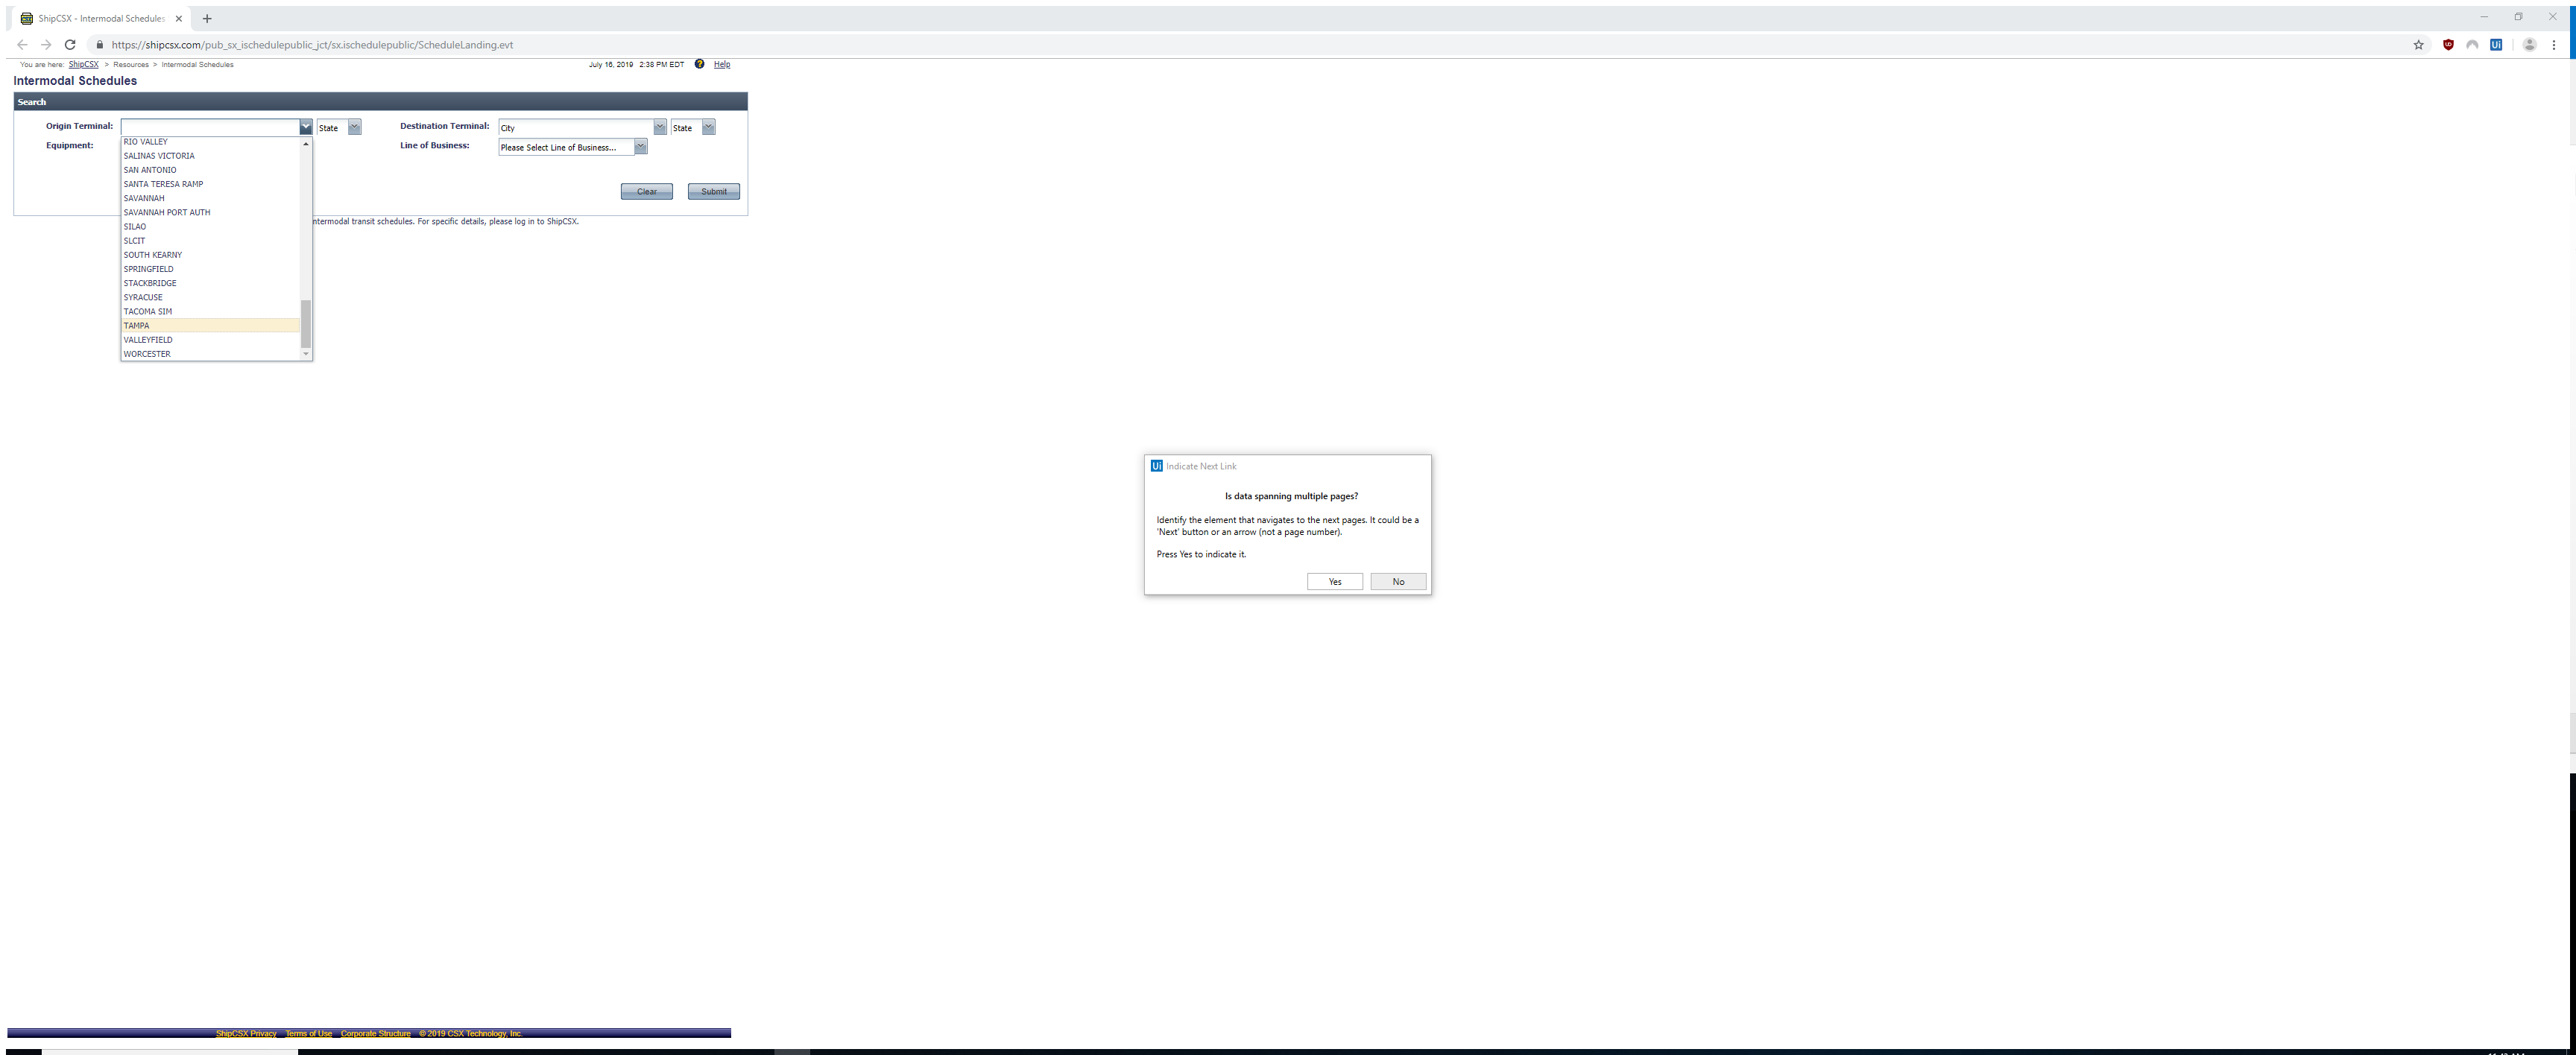 ShipCSX - Intermodal Schedules
https://shipcsx.com/pub_sx_ischedulepublic_jct/sx.ischedulepublic/ScheduleLanding.evt
You are here: ShipCSX > Resources > Intermodal Schedules
July 16, 2019 2:38 PM EDT ? Help
Intermodal Schedules
Search
Origin Terminal: State Destination Terminal: City State
Equipment: Line of Business: Please Select Line of Business...
RIO VALLEY
SALINAS VICTORIA
SAN ANTONIO
SANTA TERESA RAMP
SAVANNAH
SAVANNAH PORT AUTH
SILAO
SLCIT
SOUTH KEARNY
SPRINGFIELD
STACKBRIDGE
SYRACUSE
TACOMA SIM
TAMPA
VALLEYFIELD
WORCESTER
Clear Submit
ntermodal transit schedules. For specific details, please log in to ShipCSX.
Ui Indicate Next Link
Is data spanning multiple pages?
Identify the element that navigates to the next pages. It could be a
'Next' button or an arrow (not a page number).
Press Yes to indicate it.
Yes No
ShipCSX Privacy Terms of Use Corporate Structure © 2019 CSX Technology, Inc.